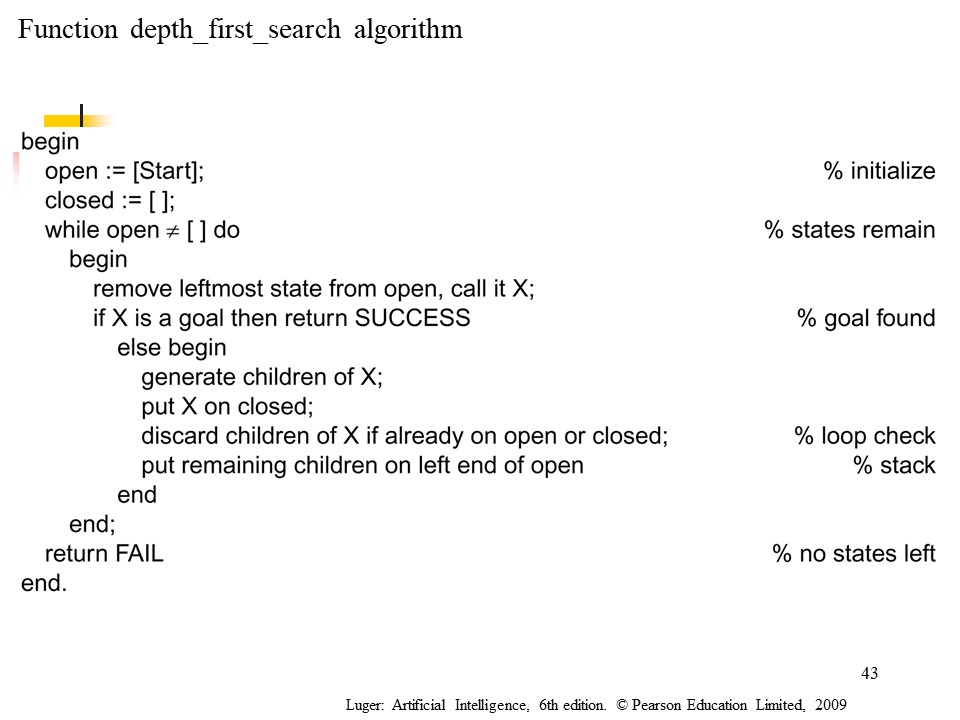 Function depth_first_search algorithm
begin
open := [Start]; % initialize
closed := [ ];
while open ≠ [ ] do % states remain
begin
remove leftmost state from open, call it X;
if X is a goal then return SUCCESS % goal found
else begin
generate children of X;
put X on closed;
discard children of X if already on open or closed; % loop check
put remaining children on left end of open % stack
end
end;
return FAIL % no states left
end.
43
Luger: Artificial Intelligence, 6th edition. © Pearson Education Limited, 2009